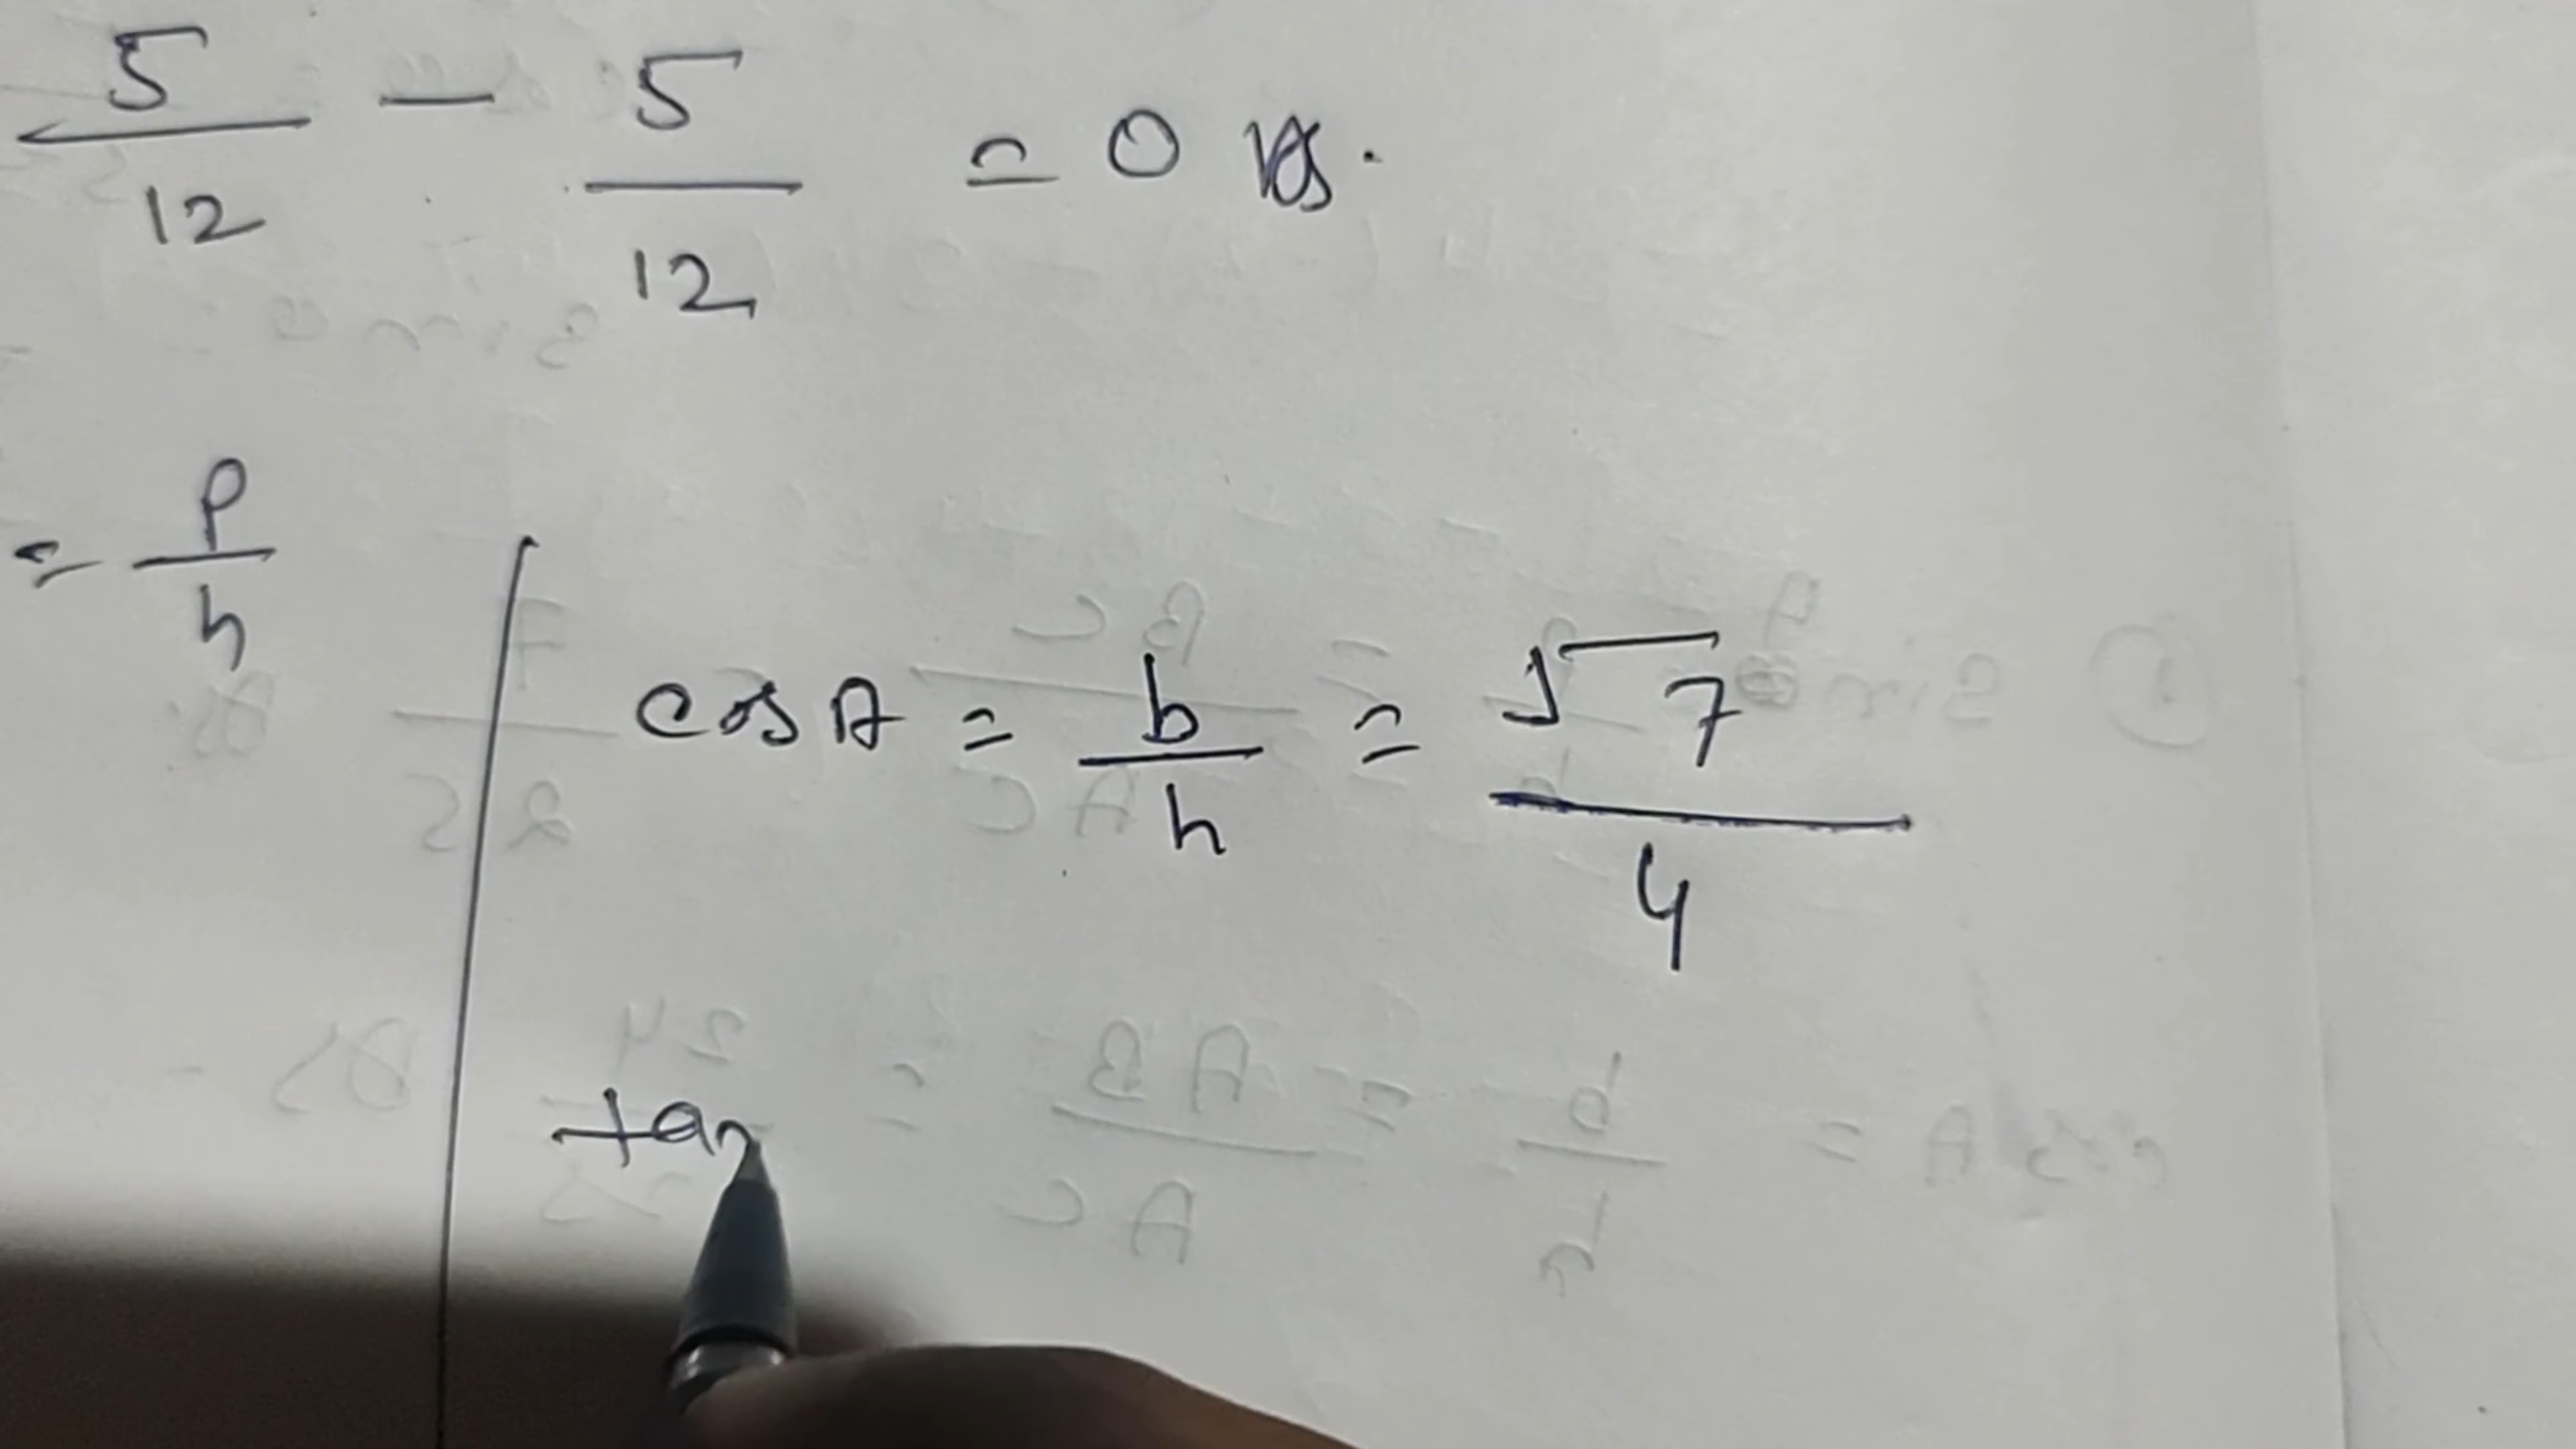 5/12 - 5/12 = 0
= p/h
cos A = b/h = √7/4
tan